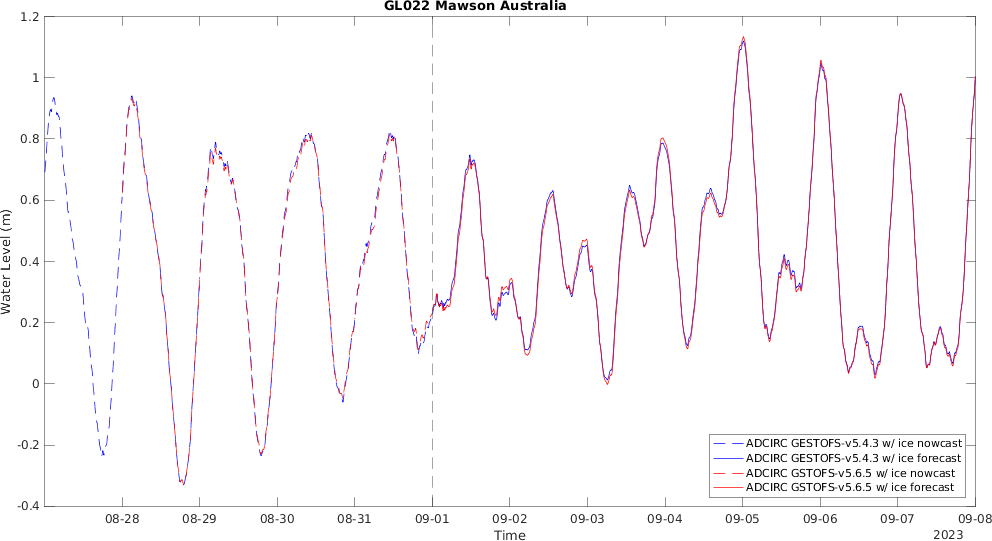 GL022 Mawson Australia
1.2
1
0.8
0.6
0.4
0.2
0
-0.2
-0.4
Water Level (m)
ADCIRC GESTOFS-v5.4.3 w/ ice nowcast
ADCIRC GESTOFS-v5.4.3 w/ ice forecast
ADCIRC GSTOFS-v5.6.5 w/ ice nowcast
ADCIRC GSTOFS-v5.6.5 w/ ice forecast
08-28 08-29 08-30 08-31 09-01 09-02 09-03 09-04 09-05 09-06 09-07 09-08
Time
2023